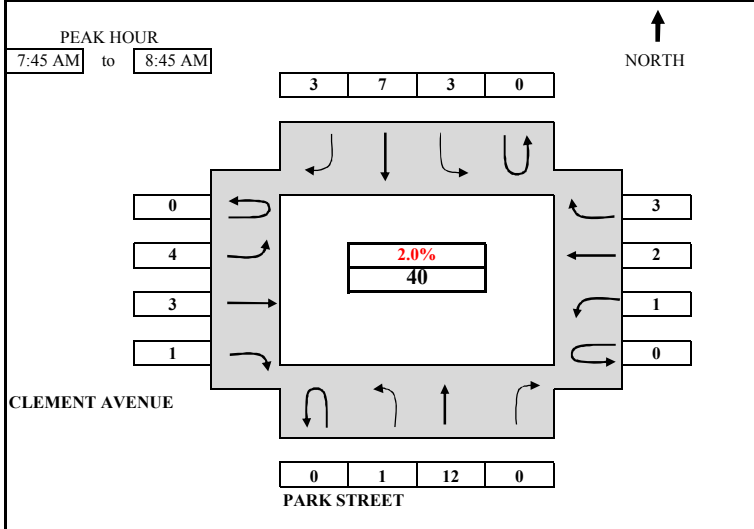 PEAK HOUR
7:45 AM to 8:45 AM
NORTH
3 7 3 0
0 3
4 2.0% 2
40
3 1
1 0
CLEMENT AVENUE
0 1 12 0
PARK STREET